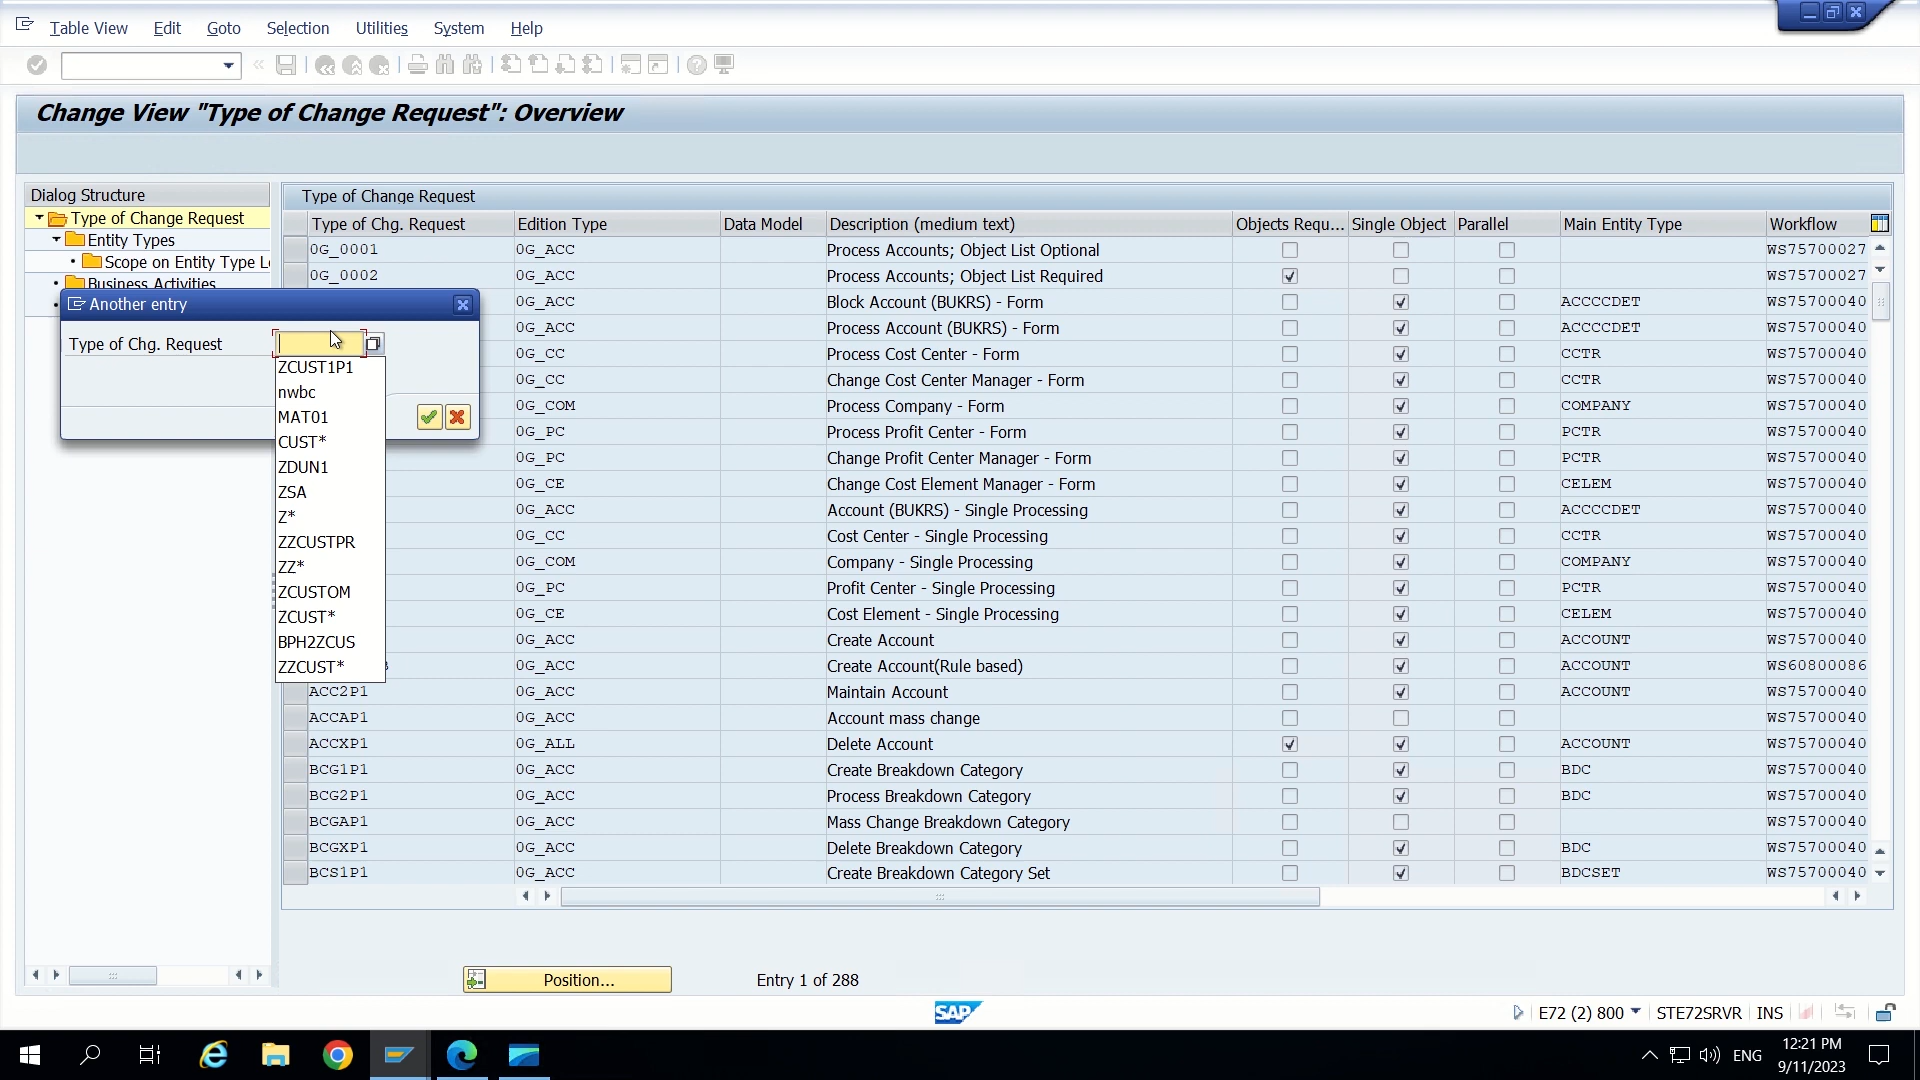 Table View Edit Goto Selection Utilities System Help
Change View "Type of Change Request": Overview
Dialog Structure
Type of Change Request
Entity Types
Scope on Entity Type Le
Business Activities
Another entry
Type of Chg. Request
ZCUST1P1
nwbc
MAT01
CUST*
ZDUN1
ZSA
Z*
ZZCUSTPR
ZZ*
ZCUSTOM
ZCUST*
BPH2ZCUS
ZZCUST*
Type of Change Request
Type of Chg. Request Edition Type Data Model Description (medium text) Objects Requ... Single Object Parallel Main Entity Type Workflow
0G_0001 0G_ACC Process Accounts; Object List Optional WS75700027
0G_0002 0G_ACC Process Accounts; Object List Required WS75700027
0G_ACC Block Account (BUKRS) - Form ACCCCDET WS75700040
0G_ACC Process Account (BUKRS) - Form ACCCCDET WS75700040
0G_CC Process Cost Center - Form CCTR WS75700040
0G_CC Change Cost Center Manager - Form CCTR WS75700040
0G_COM Process Company - Form COMPANY WS75700040
0G_PC Process Profit Center - Form PCTR WS75700040
0G_PC Change Profit Center Manager - Form PCTR WS75700040
0G_CE Change Cost Element Manager - Form CELEM WS75700040
0G_ACC Account (BUKRS) - Single Processing ACCCCDET WS75700040
0G_CC Cost Center - Single Processing CCTR WS75700040
0G_COM Company - Single Processing COMPANY WS75700040
0G_PC Profit Center - Single Processing PCTR WS75700040
0G_CE Cost Element - Single Processing CELEM WS75700040
0G_ACC Create Account ACCOUNT WS75700040
0G_ACC Create Account(Rule based) ACCOUNT WS60800086
ACC2P1 0G_ACC Maintain Account ACCOUNT WS75700040
ACCAP1 0G_ACC Account mass change WS75700040
ACCXP1 0G_ALL Delete Account ACCOUNT WS75700040
BCG1P1 0G_ACC Create Breakdown Category BDC WS75700040
BCG2P1 0G_ACC Process Breakdown Category BDC WS75700040
BCGAP1 0G_ACC Mass Change Breakdown Category WS75700040
BCGXP1 0G_ACC Delete Breakdown Category BDC WS75700040
BCS1P1 0G_ACC Create Breakdown Category Set BDCSET WS75700040
Position... Entry 1 of 288
SAP
E72 (2) 800 STE72SRVR INS
ENG
12:21 PM
9/11/2023